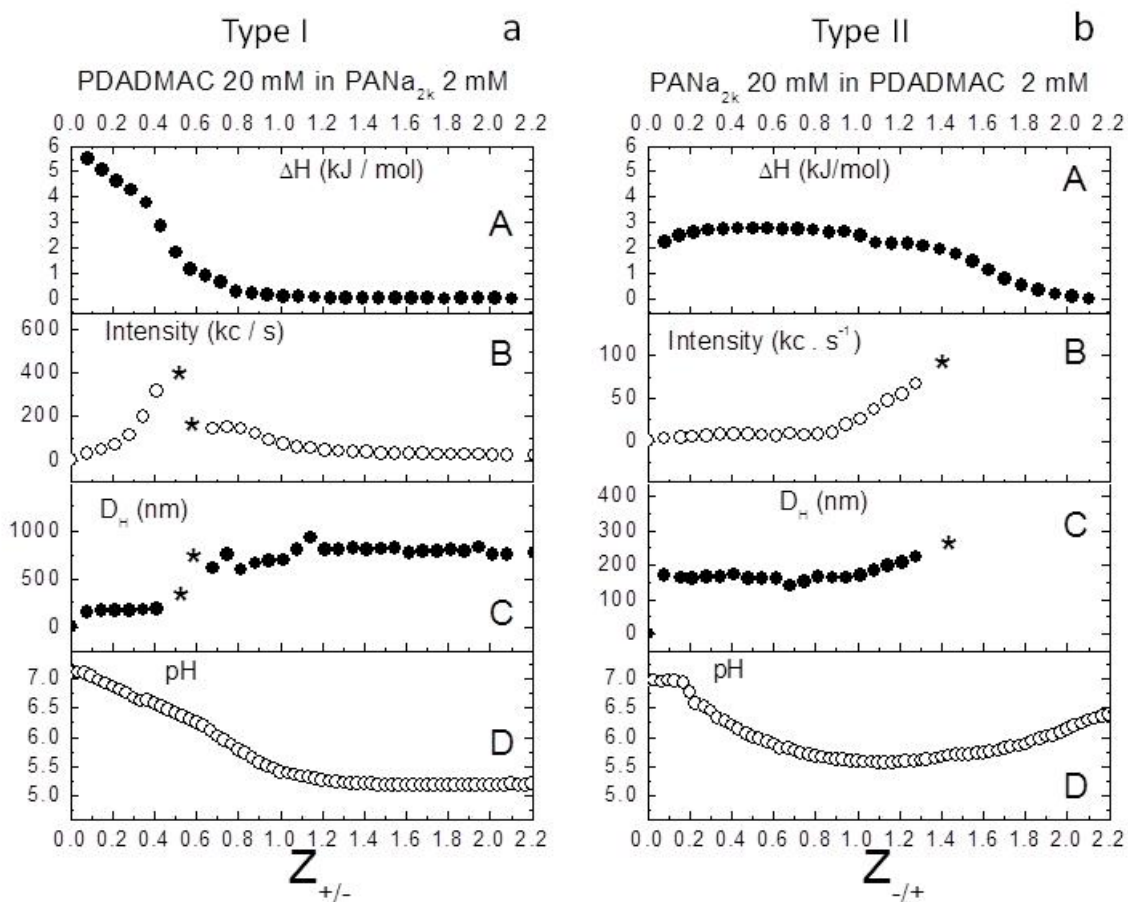 Type I
a
PDADMAC 20 mM in PANa2k 2 mM
0.0 0.2 0.4 0.6 0.8 1.0 1.2 1.4 1.6 1.8 2.0 2.2
6
5
4
3
2
1
0
ΔH (kJ / mol)
A
600
400
200
0
Intensity (kc / s)
B
*
*
1000
500
0
DH (nm)
*
*
C
7.0
6.5
6.0
5.5
5.0
pH
D
0.0 0.2 0.4 0.6 0.8 1.0 1.2 1.4 1.6 1.8 2.0 2.2
Z+/-
Type II
b
PANa2k 20 mM in PDADMAC 2 mM
0.0 0.2 0.4 0.6 0.8 1.0 1.2 1.4 1.6 1.8 2.0 2.2
6
5
4
3
2
1
0
ΔH (kJ/mol)
A
100
50
0
Intensity (kc . s-1)
B
*
400
300
200
100
0
DH (nm)
C
*
7.0
6.5
6.0
5.5
5.0
pH
D
0.0 0.2 0.4 0.6 0.8 1.0 1.2 1.4 1.6 1.8 2.0 2.2
Z-/+